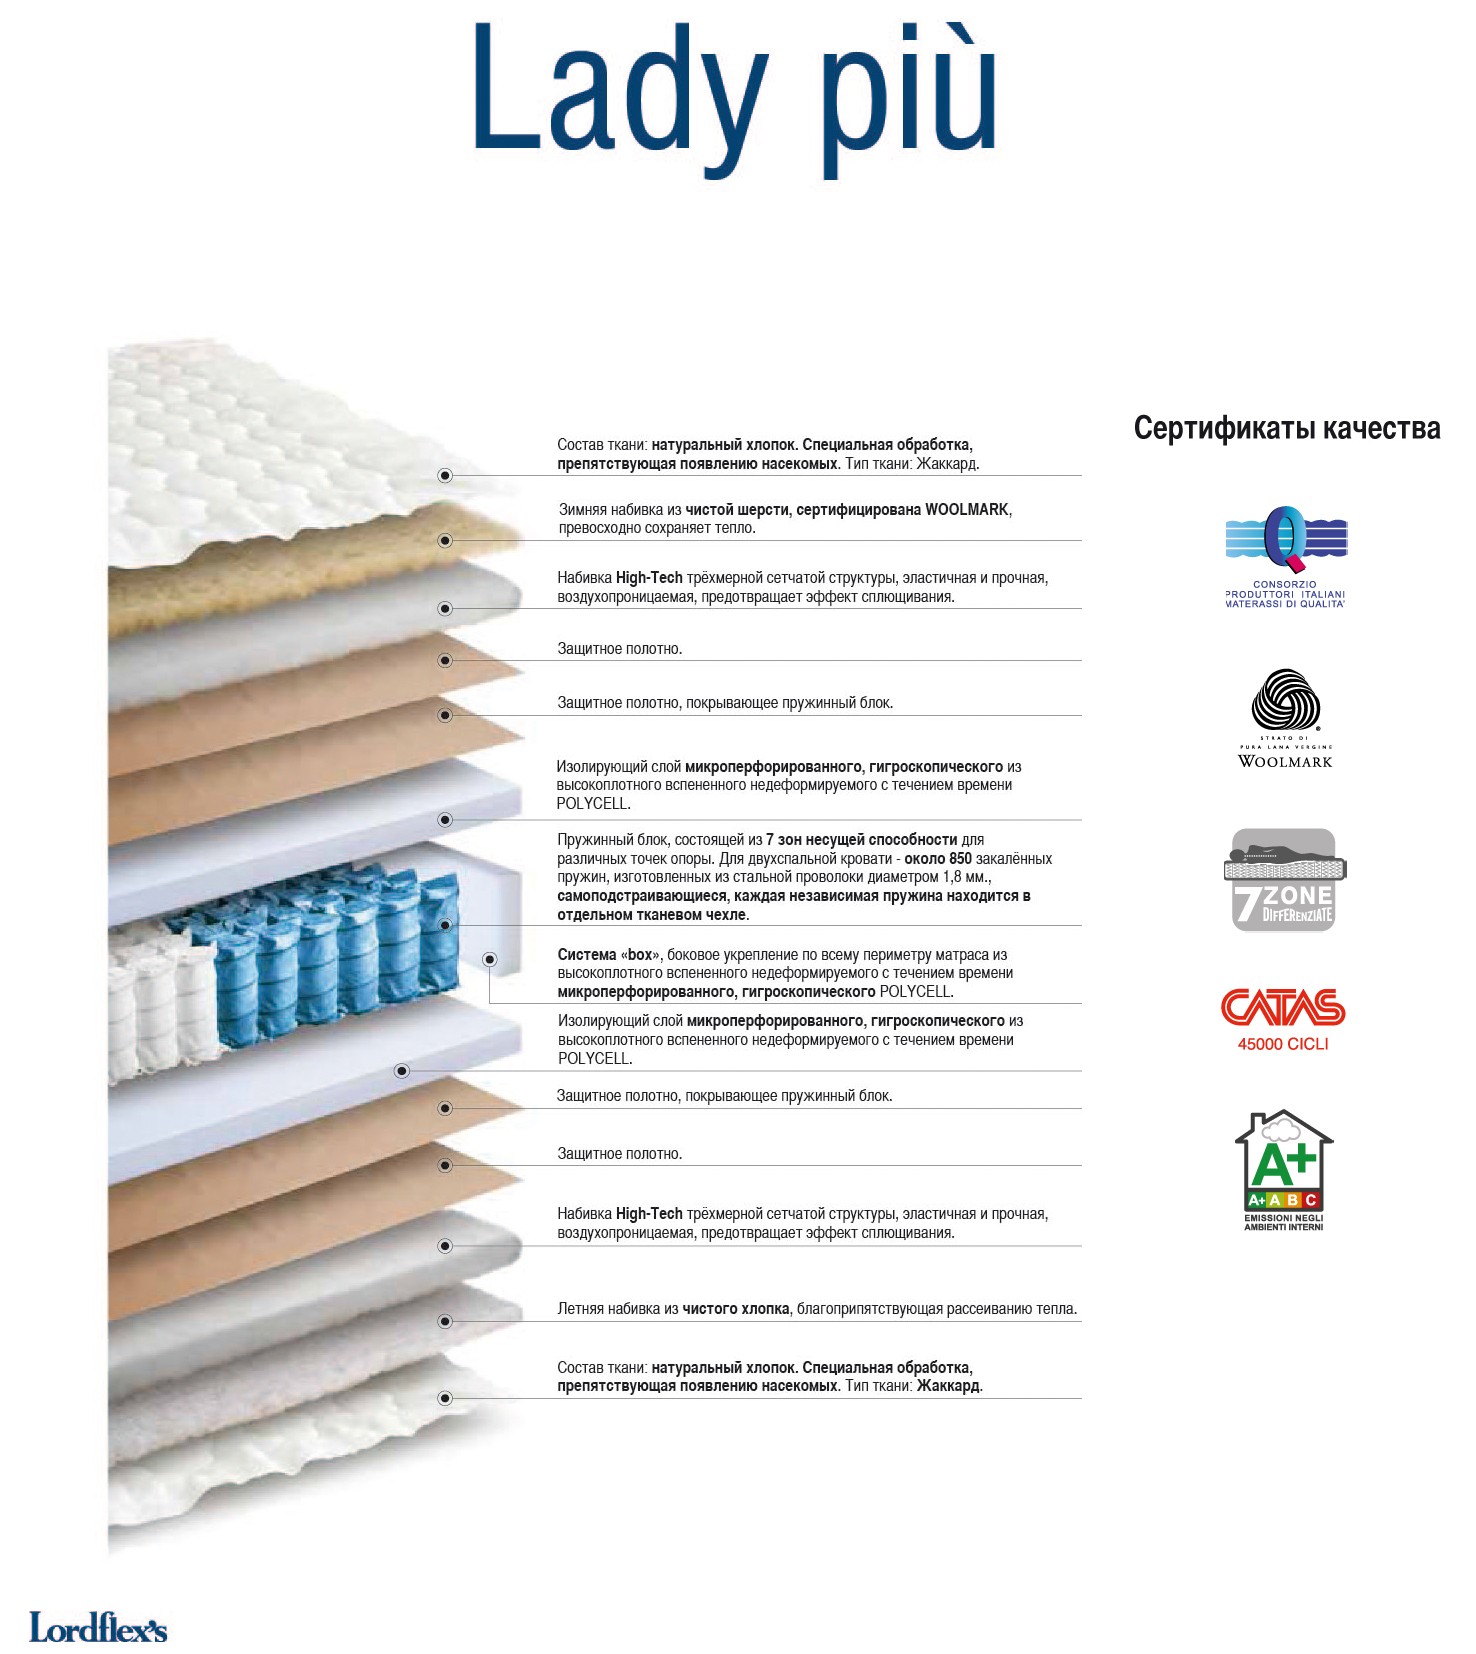 Lady più
Состав ткани: натуральный хлопок. Специальная обработка,
препятствующая появлению насекомых. Тип ткани: Жаккард.
Зимняя набивка из чистой шерсти, сертифицирована WOOLMARK,
превосходно сохраняет тепло.
Набивка High-Tech трёхмерной сетчатой структуры, эластичная и прочная,
воздухопроницаемая, предотвращает эффект сплющивания.
Защитное полотно.
Защитное полотно, покрывающее пружинный блок.
Изолирующий слой микроперфорированного, гигроскопического из
высокоплотного вспененного недеформируемого с течением времени
POLYCELL.
Пружинный блок, состоящей из 7 зон несущей способности для
различных точек опоры. Для двухспальной кровати - около 850 закалённых
пружин, изготовленных из стальной проволоки диаметром 1,8 мм.,
самоподстраивающиеся, каждая независимая пружина находится в
отдельном тканевом чехле.
Система «box», боковое укрепление по всему периметру матраса из
высокоплотного вспененного недеформируемого с течением времени
микроперфорированного, гигроскопического POLYCELL.
Изолирующий слой микроперфорированного, гигроскопического из
высокоплотного вспененного недеформируемого с течением времени
POLYCELL.
Защитное полотно, покрывающее пружинный блок.
Защитное полотно.
Набивка High-Tech трёхмерной сетчатой структуры, эластичная и прочная,
воздухопроницаемая, предотвращает эффект сплющивания.
Летняя набивка из чистого хлопка, благоприпятствующая рассеиванию тепла.
Состав ткани: натуральный хлопок. Специальная обработка,
препятствующая появлению насекомых. Тип ткани: Жаккард.
Сертификаты качества
Q
CONSORZIO
PRODUTTORI ITALIANI
MATERASSI DI QUALITA'
STRATO DI
PURA LANA VERGINE
WOOLMARK
7 ZONE
DIFFERENZIATE
CATAS
45000 CICLI
A+
A+ A B C
EMISSIONI NEGLI
AMBIENTI INTERNI
Lordflex's